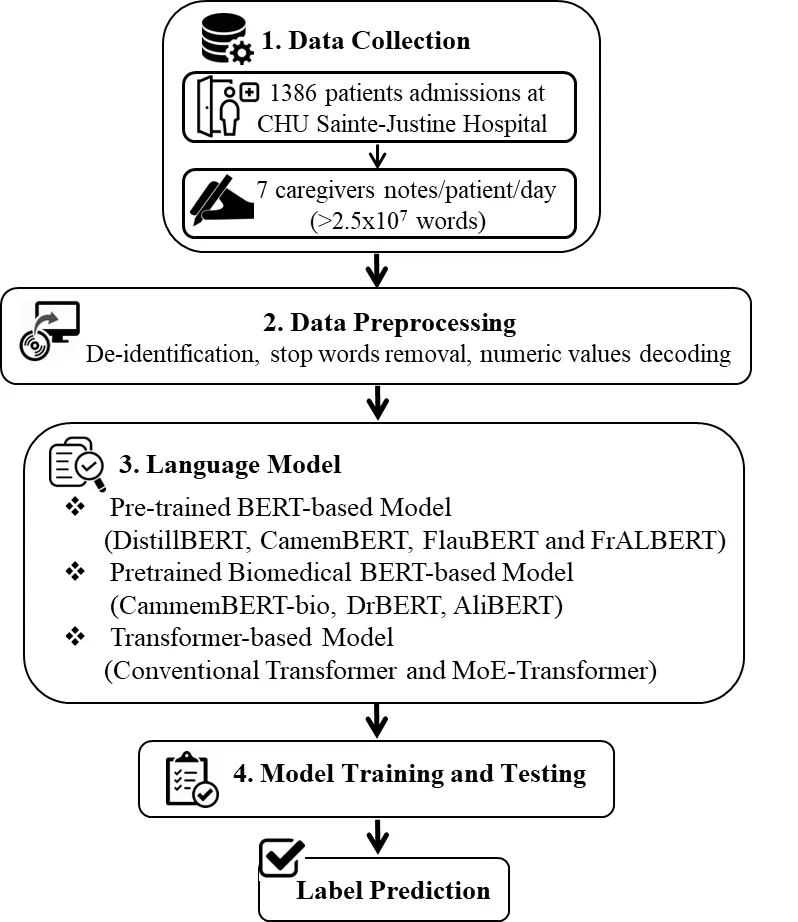 1. Data Collection
1386 patients admissions at
CHU Sainte-Justine Hospital
7 caregivers notes/patient/day
(>2.5x10⁷ words)
2. Data Preprocessing
De-identification, stop words removal, numeric values decoding
3. Language Model
❖ Pre-trained BERT-based Model
(DistillBERT, CamemBERT, FlauBERT and FrALBERT)
❖ Pretrained Biomedical BERT-based Model
(CammemBERT-bio, DrBERT, AliBERT)
❖ Transformer-based Model
(Conventional Transformer and MoE-Transformer)
4. Model Training and Testing
Label Prediction